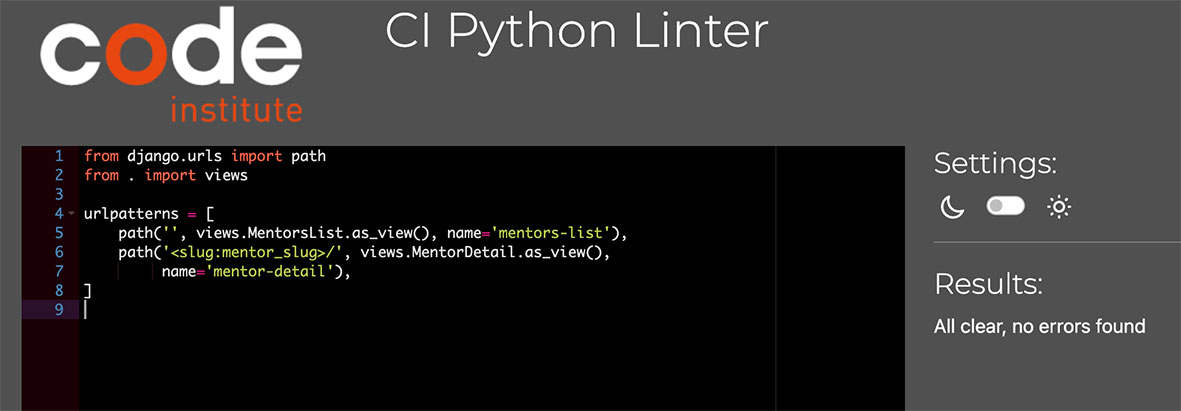 code
institute
CI Python Linter
1 from django.urls import path
2 from . import views
3
4 urlpatterns = [
5     path('', views.MentorsList.as_view(), name='mentors-list'),
6     path('<slug:mentor_slug>/', views.MentorDetail.as_view(),
7          name='mentor-detail'),
8 ]
9
Settings:
Results:
All clear, no errors found